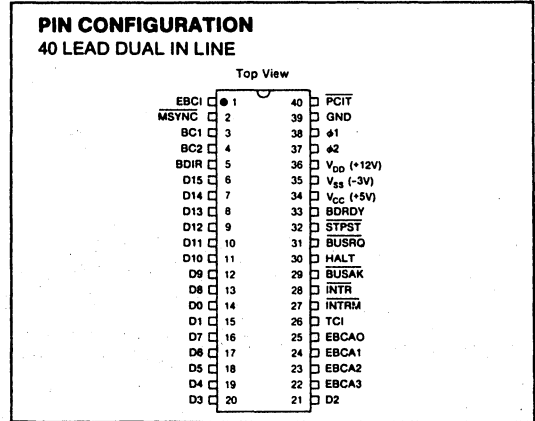 PIN CONFIGURATION
40 LEAD DUAL IN LINE
Top View
EBCI 1 40 PCIT
MSYNC 2 39 GND
BC1 3 38 ϕ1
BC2 4 37 ϕ2
BDIR 5 36 VDD (+12V)
D15 6 35 VSS (-3V)
D14 7 34 VCC (+5V)
D13 8 33 BDRDY
D12 9 32 STPST
D11 10 31 BUSRQ
D10 11 30 HALT
D9 12 29 BUSAK
D8 13 28 INTR
D0 14 27 INTRM
D1 15 26 TCI
D7 16 25 EBCA0
D6 17 24 EBCA1
D5 18 23 EBCA2
D4 19 22 EBCA3
D3 20 21 D2